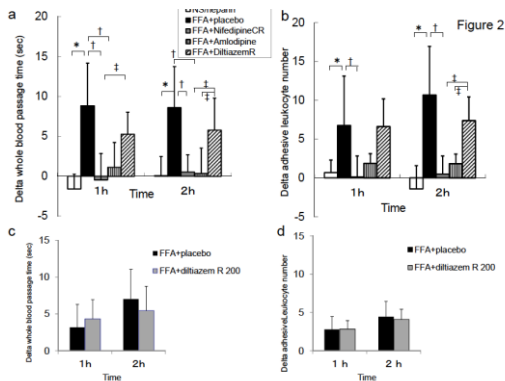 a
NS/heparin
FFA+placebo
FFA+NifedipineCR
FFA+Amlodipine
FFA+DiltiazemR
Delta whole blood passage time (sec)
20
15
10
5
0
-5
* † † ‡ † * † ‡ ‡
1h
2h
Time
b
Figure 2
Delta adhesive leukocyte number
20
15
10
5
0
-5
* † * † ‡ ‡
1h
2h
Time
c
FFA+placebo
FFA+diltiazem R 200
Delta whole blood passage time (sec)
15
10
5
0
1h
2h
Time
d
FFA+placebo
FFA+diltiazem R 200
Delta adhesiveLeukocyte number
15
10
5
0
1 h
2 h
Time